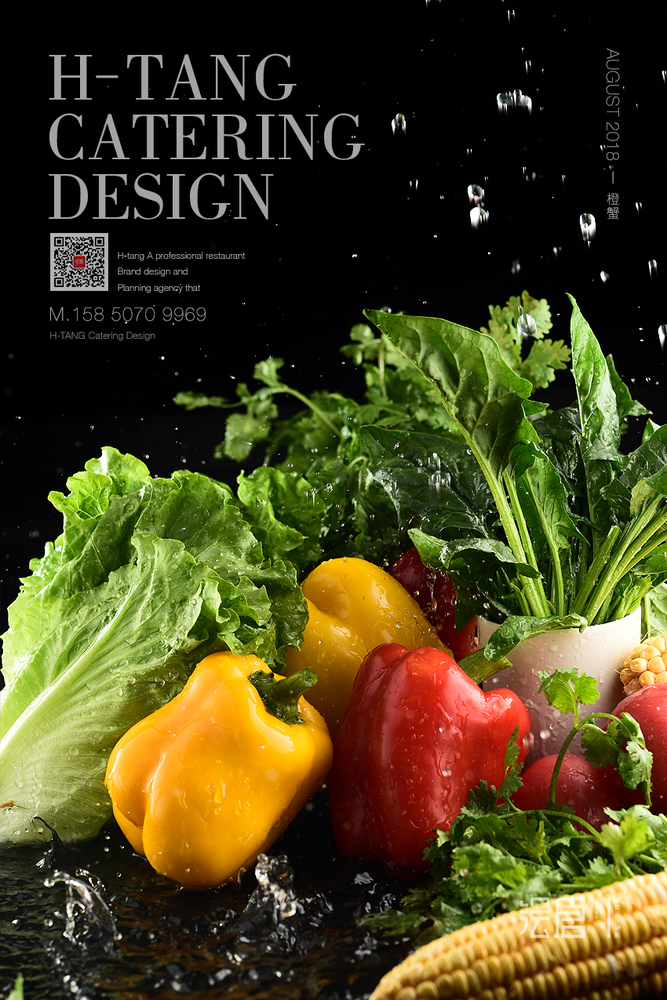 H-TANG
CATERING
DESIGN
H-tang A professional restaurant
Brand design and
Planning agency that
M.158 5070 9969
H-TANG Catering Design
AUGUST 2018 — 橙蟹